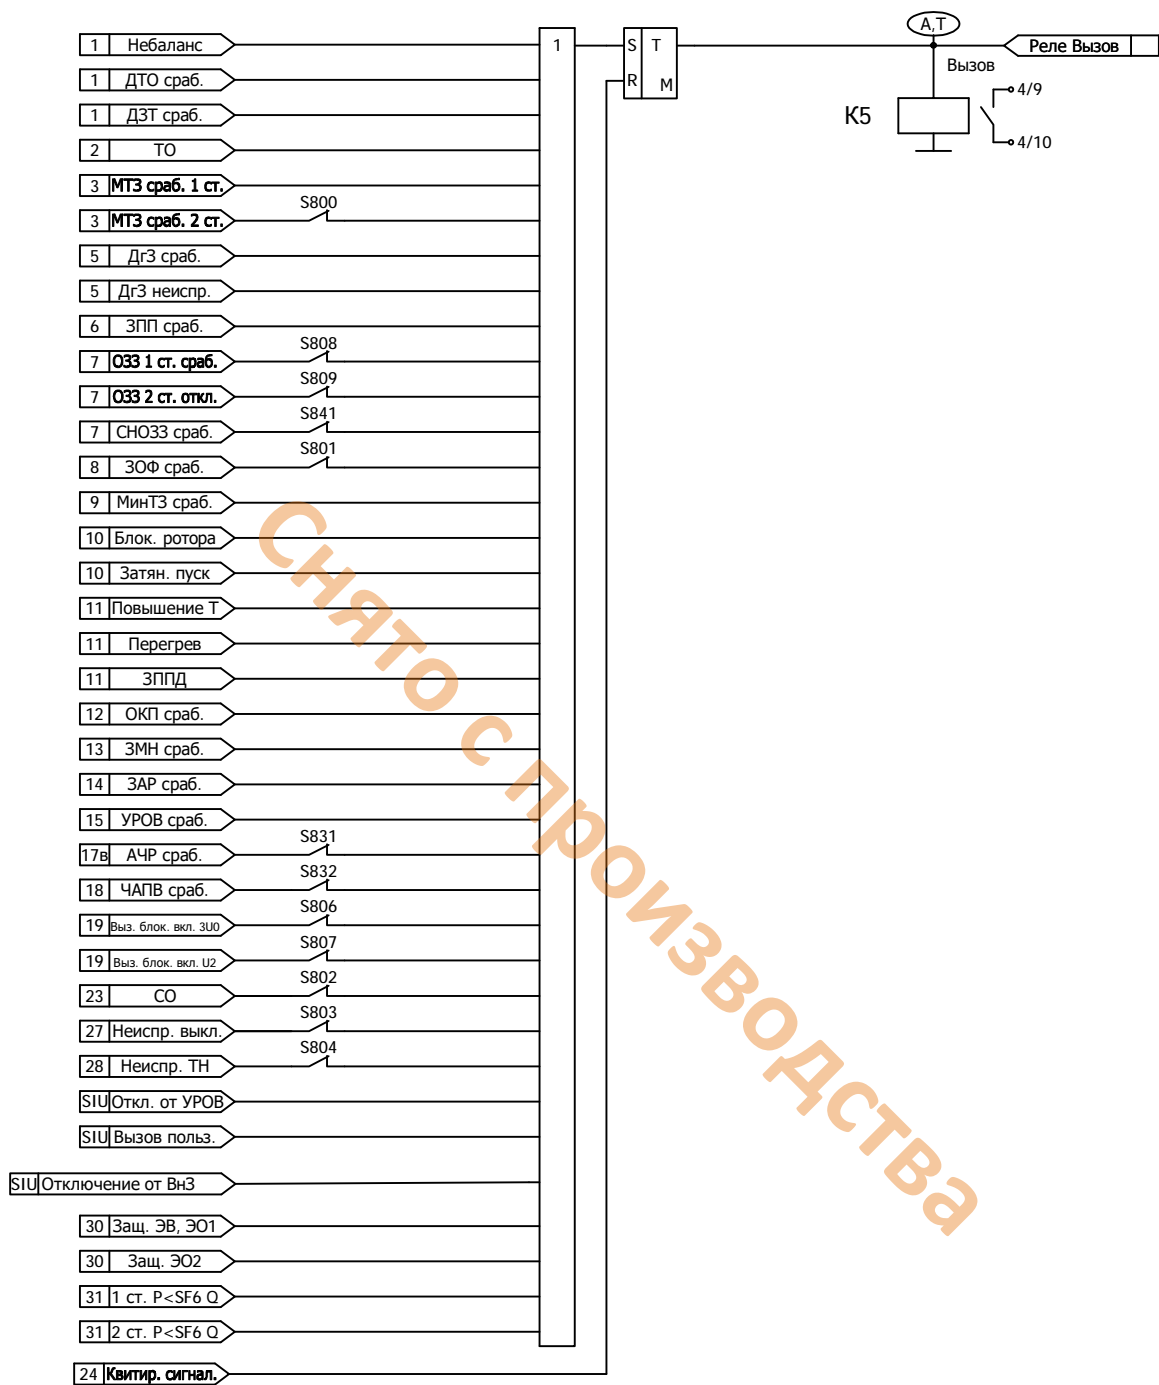 А,Т
1 Небаланс 1 S T Реле Вызов
Вызов
1 ДТО сраб. R M
4/9
К5
1 ДЗТ сраб.
4/10
2 ТО
3 МТЗ сраб. 1 ст.
S800
3 МТЗ сраб. 2 ст.
5 ДгЗ сраб.
5 ДгЗ неиспр.
6 ЗПП сраб.
S808
7 ОЗЗ 1 ст. сраб.
S809
7 ОЗЗ 2 ст. откл.
S841
7 СНОЗЗ сраб.
S801
8 ЗОФ сраб.
9 МинТЗ сраб.
10 Блок. ротора
10 Затян. пуск
11 Повышение Т
11 Перегрев
11 ЗППД
12 ОКП сраб.
13 ЗМН сраб.
14 ЗАР сраб.
15 УРОВ сраб.
S831
17в АЧР сраб.
S832
18 ЧАПВ сраб.
S806
19 Выз. блок. вкл. 3U0
S807
19 Выз. блок. вкл. U2
S802
23 СО
S803
27 Неиспр. выкл.
S804
28 Неиспр. ТН
SIU Откл. от УРОВ
SIU Вызов польз.
SIU Отключение от ВнЗ
30 Защ. ЭВ, ЭО1
30 Защ. ЭО2
31 1 ст. P<SF6 Q
31 2 ст. P<SF6 Q
24 Квитир. сигнал.
Снято с производства